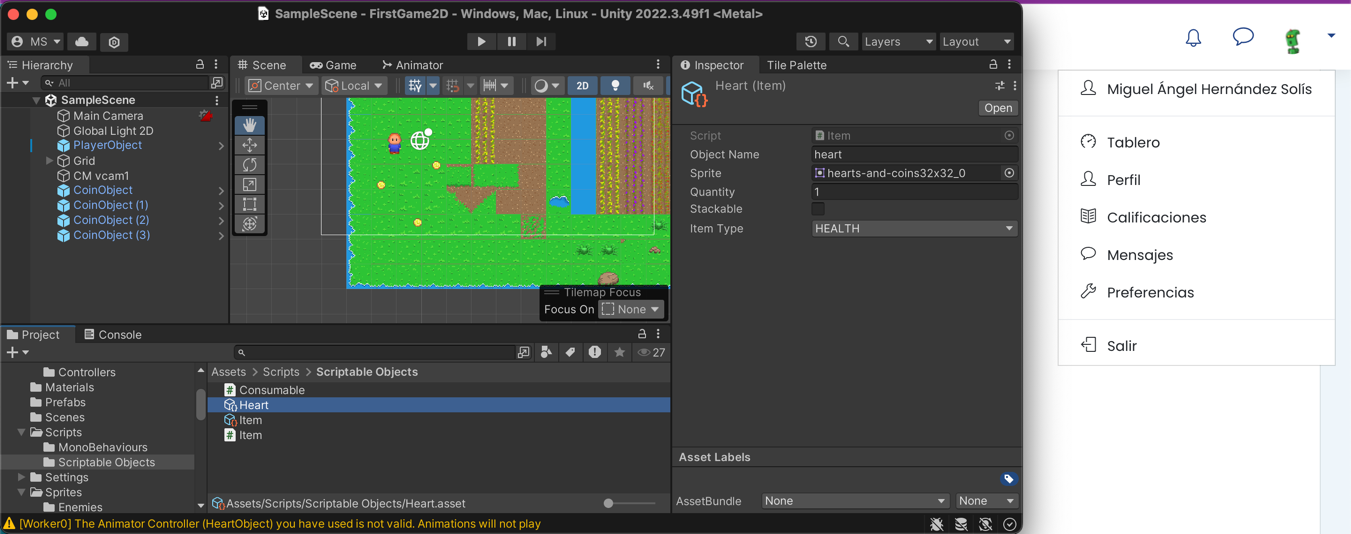 SampleScene - FirstGame2D - Windows, Mac, Linux - Unity 2022.3.49f1 <Metal>
MS
Layers
Layout
Hierarchy
All
SampleScene
Main Camera
Global Light 2D
PlayerObject
Grid
CM vcam1
CoinObject
CoinObject (1)
CoinObject (2)
CoinObject (3)
Scene
Game
Animator
Center
Local
2D
Tilemap Focus
Focus On
None
Inspector
Tile Palette
Heart (Item)
Open
Script
Item
Object Name
heart
Sprite
hearts-and-coins32x32_0
Quantity
1
Stackable
Item Type
HEALTH
Asset Labels
AssetBundle
None
None
Project
Console
27
Controllers
Materials
Prefabs
Scenes
Scripts
MonoBehaviours
Scriptable Objects
Settings
Sprites
Enemies
Assets > Scripts > Scriptable Objects
Consumable
Heart
Item
Item
Assets/Scripts/Scriptable Objects/Heart.asset
[Worker0] The Animator Controller (HeartObject) you have used is not valid. Animations will not play
Miguel Ángel Hernández Solís
Tablero
Perfil
Calificaciones
Mensajes
Preferencias
Salir